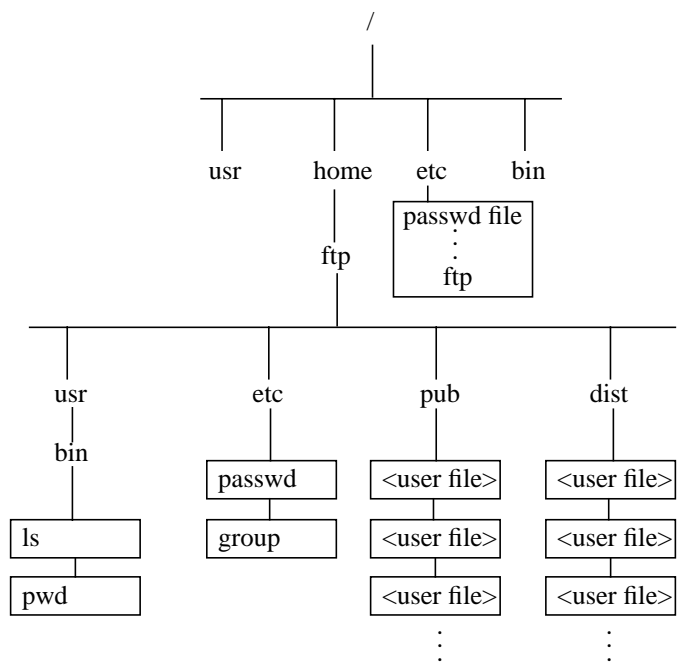 /
usr home etc bin
passwd file
ftp
ftp
usr etc pub dist
bin
passwd <user file> <user file>
ls group <user file> <user file>
pwd <user file> <user file>